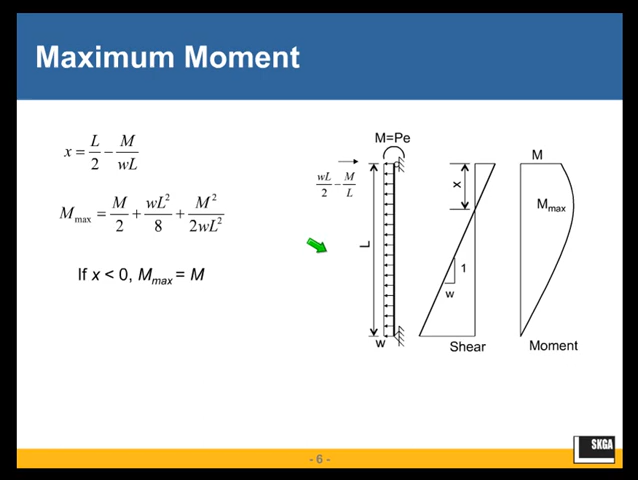 Maximum Moment
x = L/2 − M/wL
M_max = M/2 + wL²/8 + M²/2wL²
If x < 0, M_max = M
M=Pe
wL/2 − M/L
L
w
x
1
w
Shear
M
M_max
Moment
SKGA
- 6 -